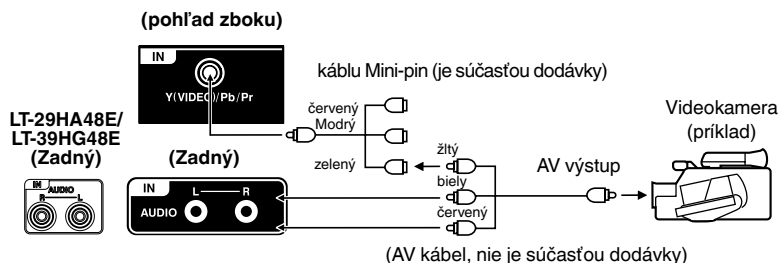 (pohľad zboku)
IN
Y(VIDEO)/Pb/Pr
káblu Mini-pin (je súčasťou dodávky)
červený
Modrý
zelený
LT-29HA48E/
LT-39HG48E
(Zadný)
IN
AUDIO
R L
(Zadný)
IN
L R
AUDIO
žltý
biely
červený
AV výstup
Videokamera
(príklad)
(AV kábel, nie je súčasťou dodávky)